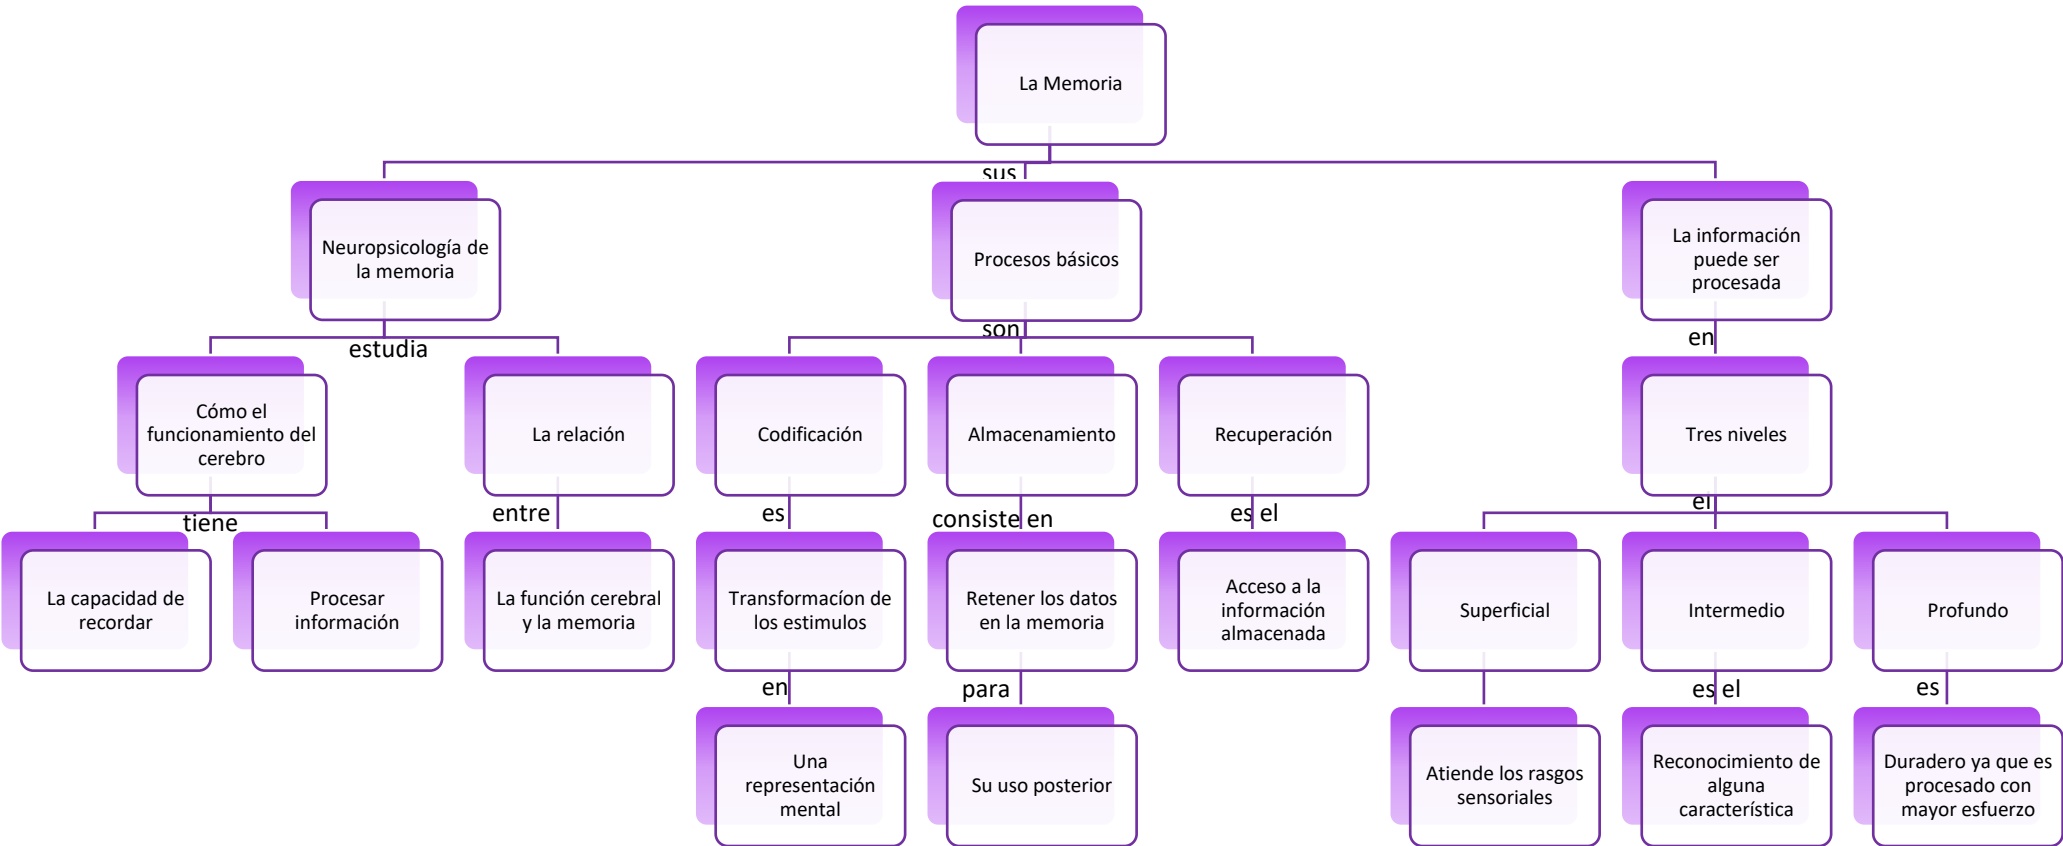 La Memoria
sus
Neuropsicología de
la memoria
Procesos básicos
La información
puede ser
procesada
estudia
son
en
Cómo el
funcionamiento del
cerebro
La relación
Codificación
Almacenamiento
Recuperación
Tres niveles
tiene
entre
es
consiste en
es el
el
La capacidad de
recordar
Procesar
información
La función cerebral
y la memoria
Transformacíon de
los estimulos
Retener los datos
en la memoria
Acceso a la
información
almacenada
Superficial
Intermedio
Profundo
en
para
es el
es
Una
representación
mental
Su uso posterior
Atiende los rasgos
sensoriales
Reconocimiento de
alguna
característica
Duradero ya que es
procesado con
mayor esfuerzo